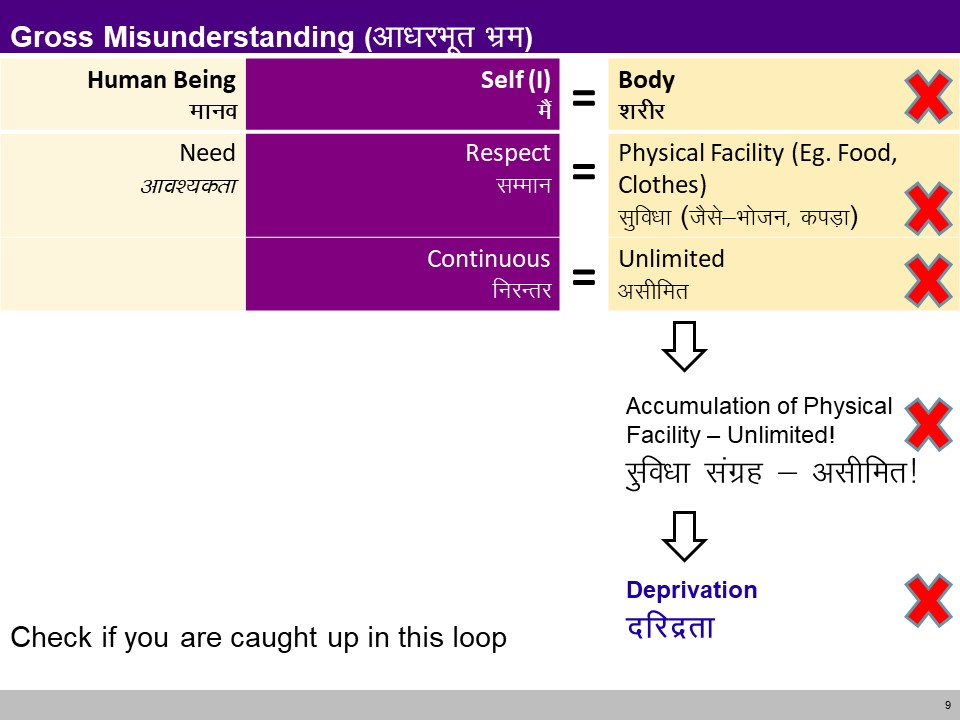 Gross Misunderstanding (आधरभूत भ्रम)
Human Being
मानव
Self (I)
मैं
=
Body
शरीर
Need
आवश्यकता
Respect
सम्मान
=
Physical Facility (Eg. Food,
Clothes)
सुविधा (जैसे–भोजन, कपड़ा)
Continuous
निरन्तर
=
Unlimited
असीमित
Accumulation of Physical
Facility – Unlimited!
सुविधा संग्रह – असीमित!
Deprivation
दरिद्रता
Check if you are caught up in this loop
9